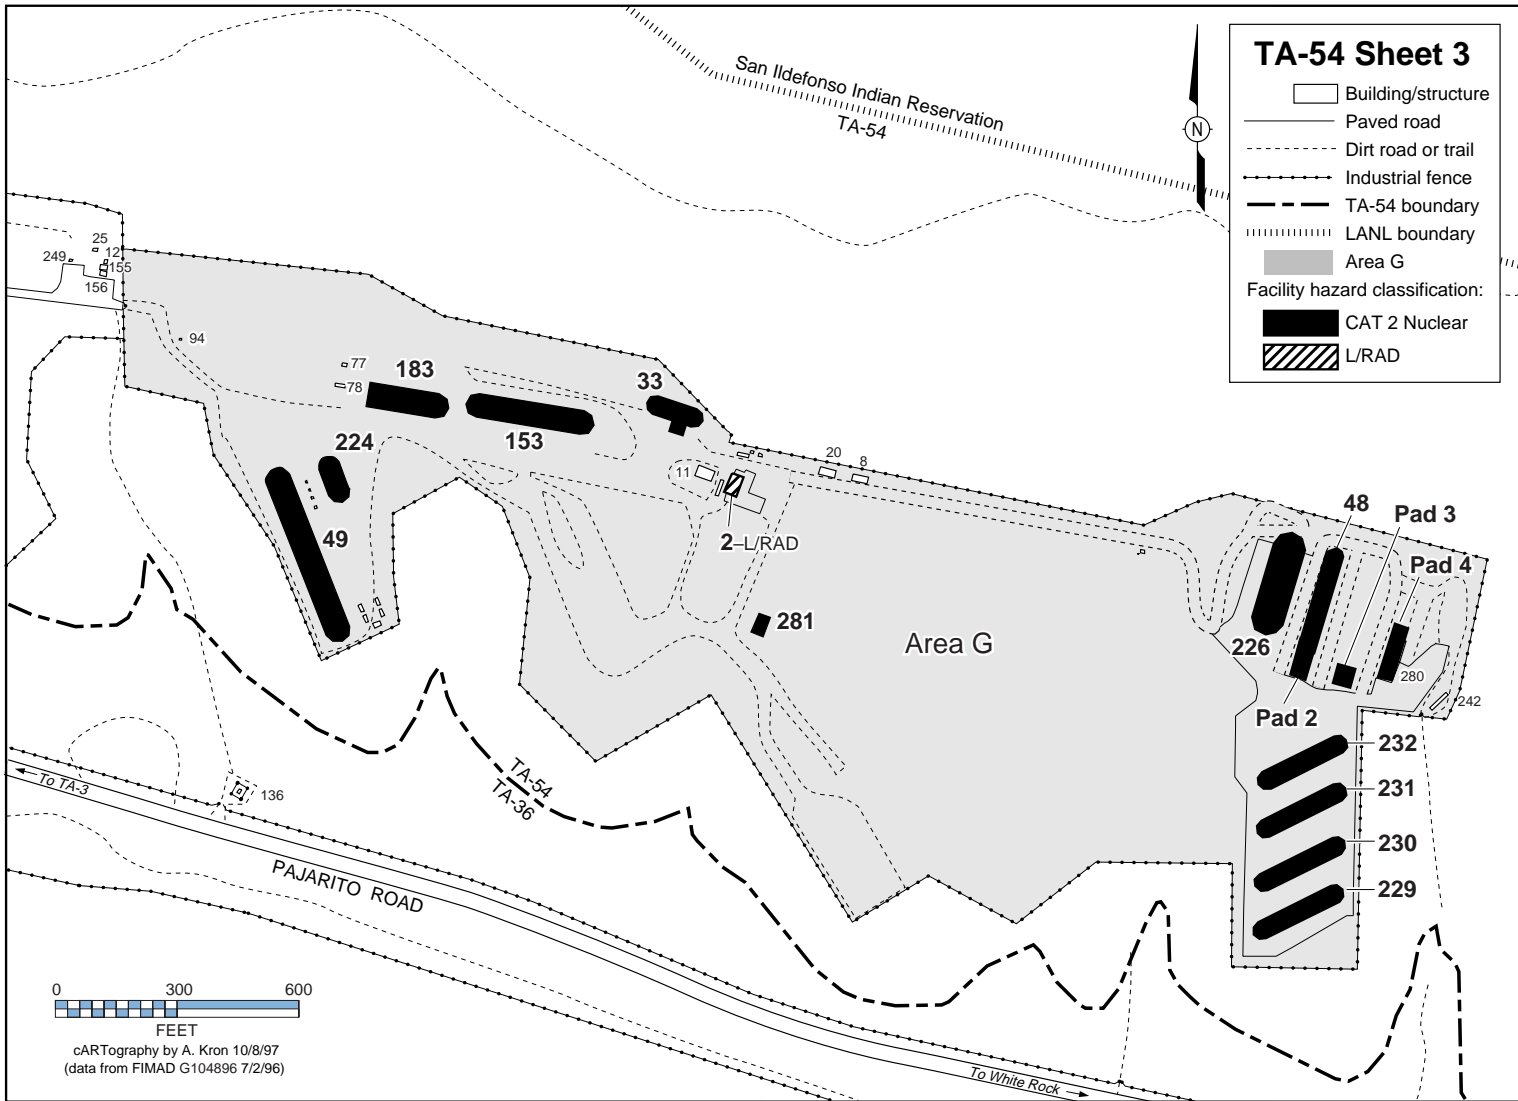 TA-54 Sheet 3
Building/structure
Paved road
Dirt road or trail
Industrial fence
TA-54 boundary
LANL boundary
Area G
Facility hazard classification:
CAT 2 Nuclear
L/RAD
San Ildefonso Indian Reservation
TA-54
N
25
12
249
155
156
94
77
78
183
33
153
224
20
8
11
49
2–L/RAD
48
Pad 3
Pad 4
281
Area G
226
280
242
Pad 2
232
231
230
229
TA-54
TA-36
To TA-3
136
PAJARITO ROAD
To White Rock
0 300 600
FEET
cARTography by A. Kron 10/8/97
(data from FIMAD G104896 7/2/96)